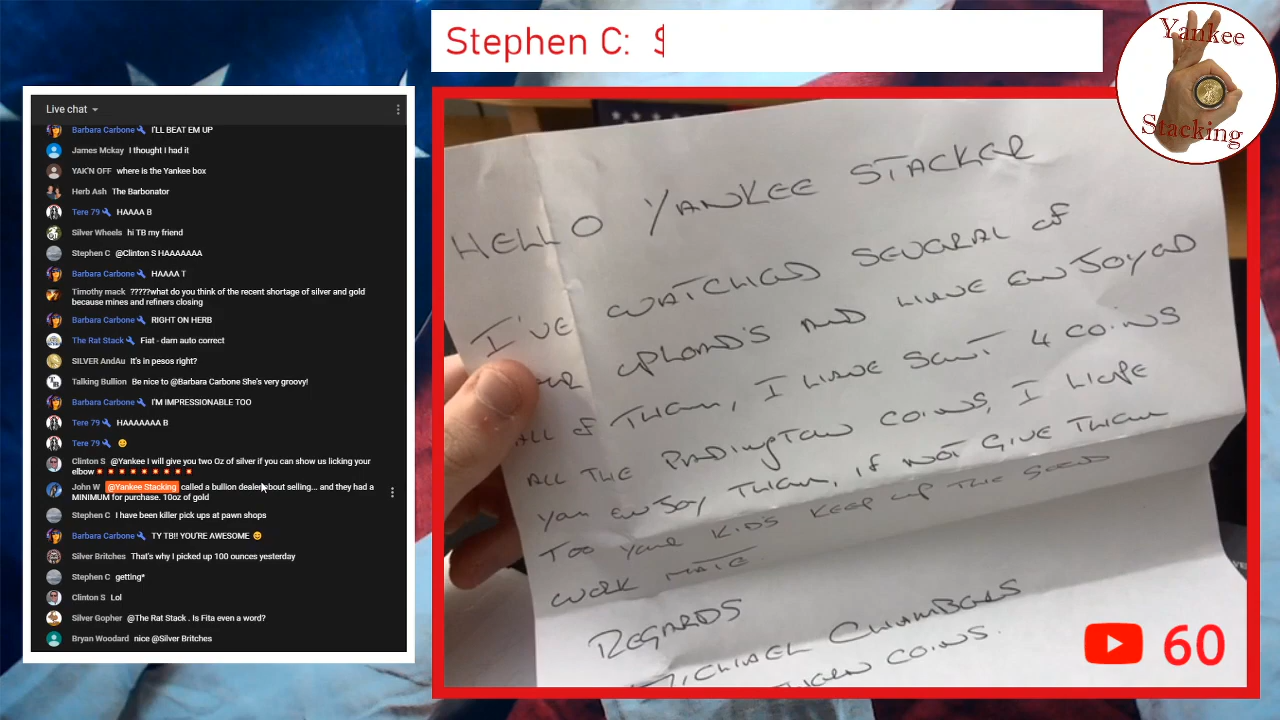 Stephen C: $
Yankee
Stacking
Live chat
Barbara Carbone I'LL BEAT EM UP
James Mckay I thought I had it
YAK'N OFF where is the Yankee box
Herb Ash The Barbonator
Tere 79 HAAAA B
Silver Wheels hi TB my friend
Stephen C @Clinton S HAAAAAAA
Barbara Carbone HAAAA T
Timothy mack ?????what do you think of the recent shortage of silver and gold
because mines and refiners closing
Barbara Carbone RIGHT ON HERB
The Rat Stack Fiat - darn auto correct
SILVER AndAu It's in pesos right?
Talking Bullion Be nice to @Barbara Carbone She's very groovy!
Barbara Carbone I'M IMPRESSIONABLE TOO
Tere 79 HAAAAAAA B
Tere 79
Clinton S @Yankee I will give you two Oz of silver if you can show us licking your
elbow
John W @Yankee Stacking called a bullion dealer about selling... and they had a
MINIMUM for purchase. 10oz of gold
Stephen C I have been killer pick ups at pawn shops
Barbara Carbone TY TB!! YOU'RE AWESOME
Silver Britches That's why I picked up 100 ounces yesterday
Stephen C getting*
Clinton S Lol
Silver Gopher @The Rat Stack . Is Fita even a word?
Bryan Woodard nice @Silver Britches
HELLO YANKEE STACKER
I'VE WATCHED SEVERAL OF
UPLOAD'S AND HAVE ENJOYED
ALL OF THEM, I HAVE SENT 4 COINS
ALL THE PADINGTON COINS, I HOPE
YOU ENJOY THEM, IF NOT GIVE THEM
TOO YOUR KIDS KEEP UP THE GOOD
WORK MATE.
REGARDS
MICHAEL CHAMBERS
COINS.
60